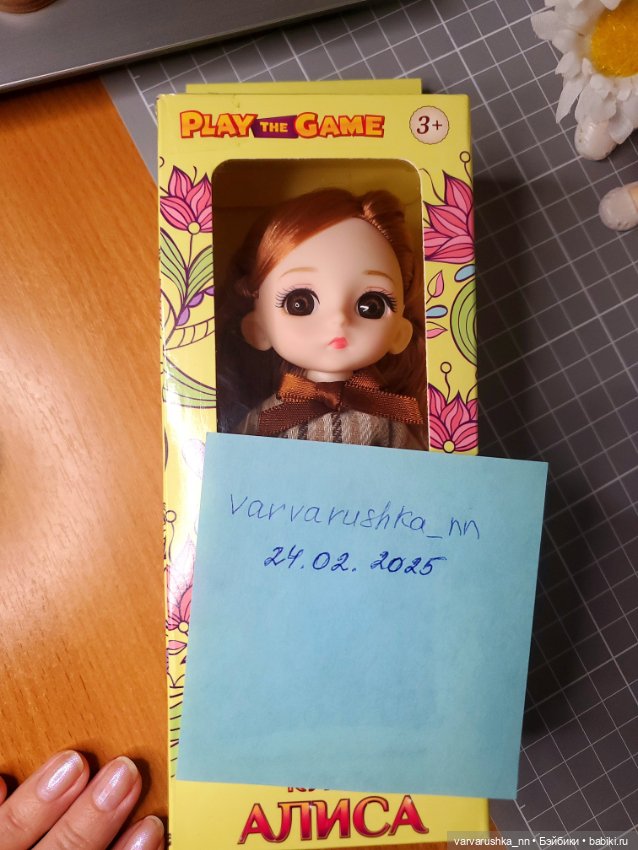 PLAY THE GAME
3+
varvarushka_nn
24.02.2025
АЛИСА
varvarushka_nn • Бэйбики • babiki.ru